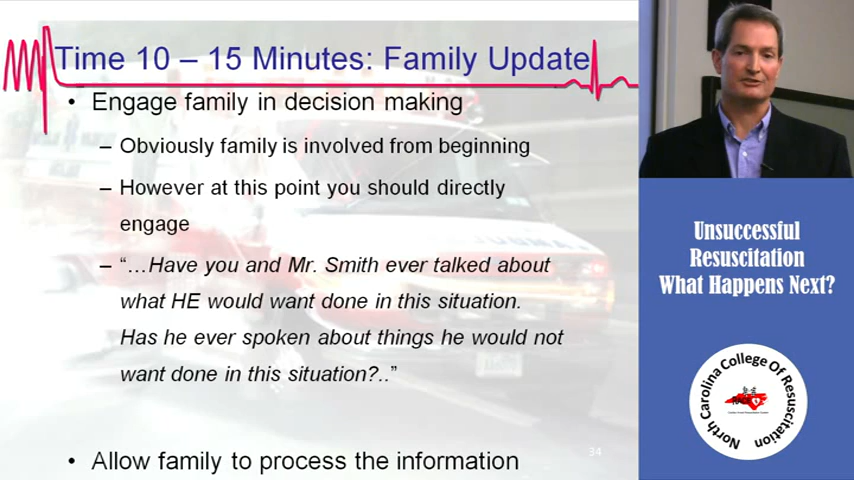 Time 10 – 15 Minutes: Family Update
• Engage family in decision making
– Obviously family is involved from beginning
– However at this point you should directly
engage
– “…Have you and Mr. Smith ever talked about
what HE would want done in this situation.
Has he ever spoken about things he would not
want done in this situation?..”
• Allow family to process the information
34
Unsuccessful
Resuscitation
What Happens Next?
North Carolina College Of Resuscitation